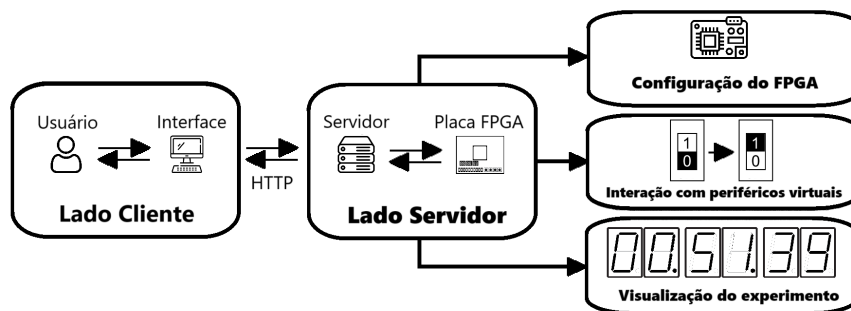 Usuário
Interface
Lado Cliente
HTTP
Servidor
Placa FPGA
Lado Servidor
Configuração do FPGA
1 1
0 0
Interação com periféricos virtuais
00.51.39
Visualização do experimento